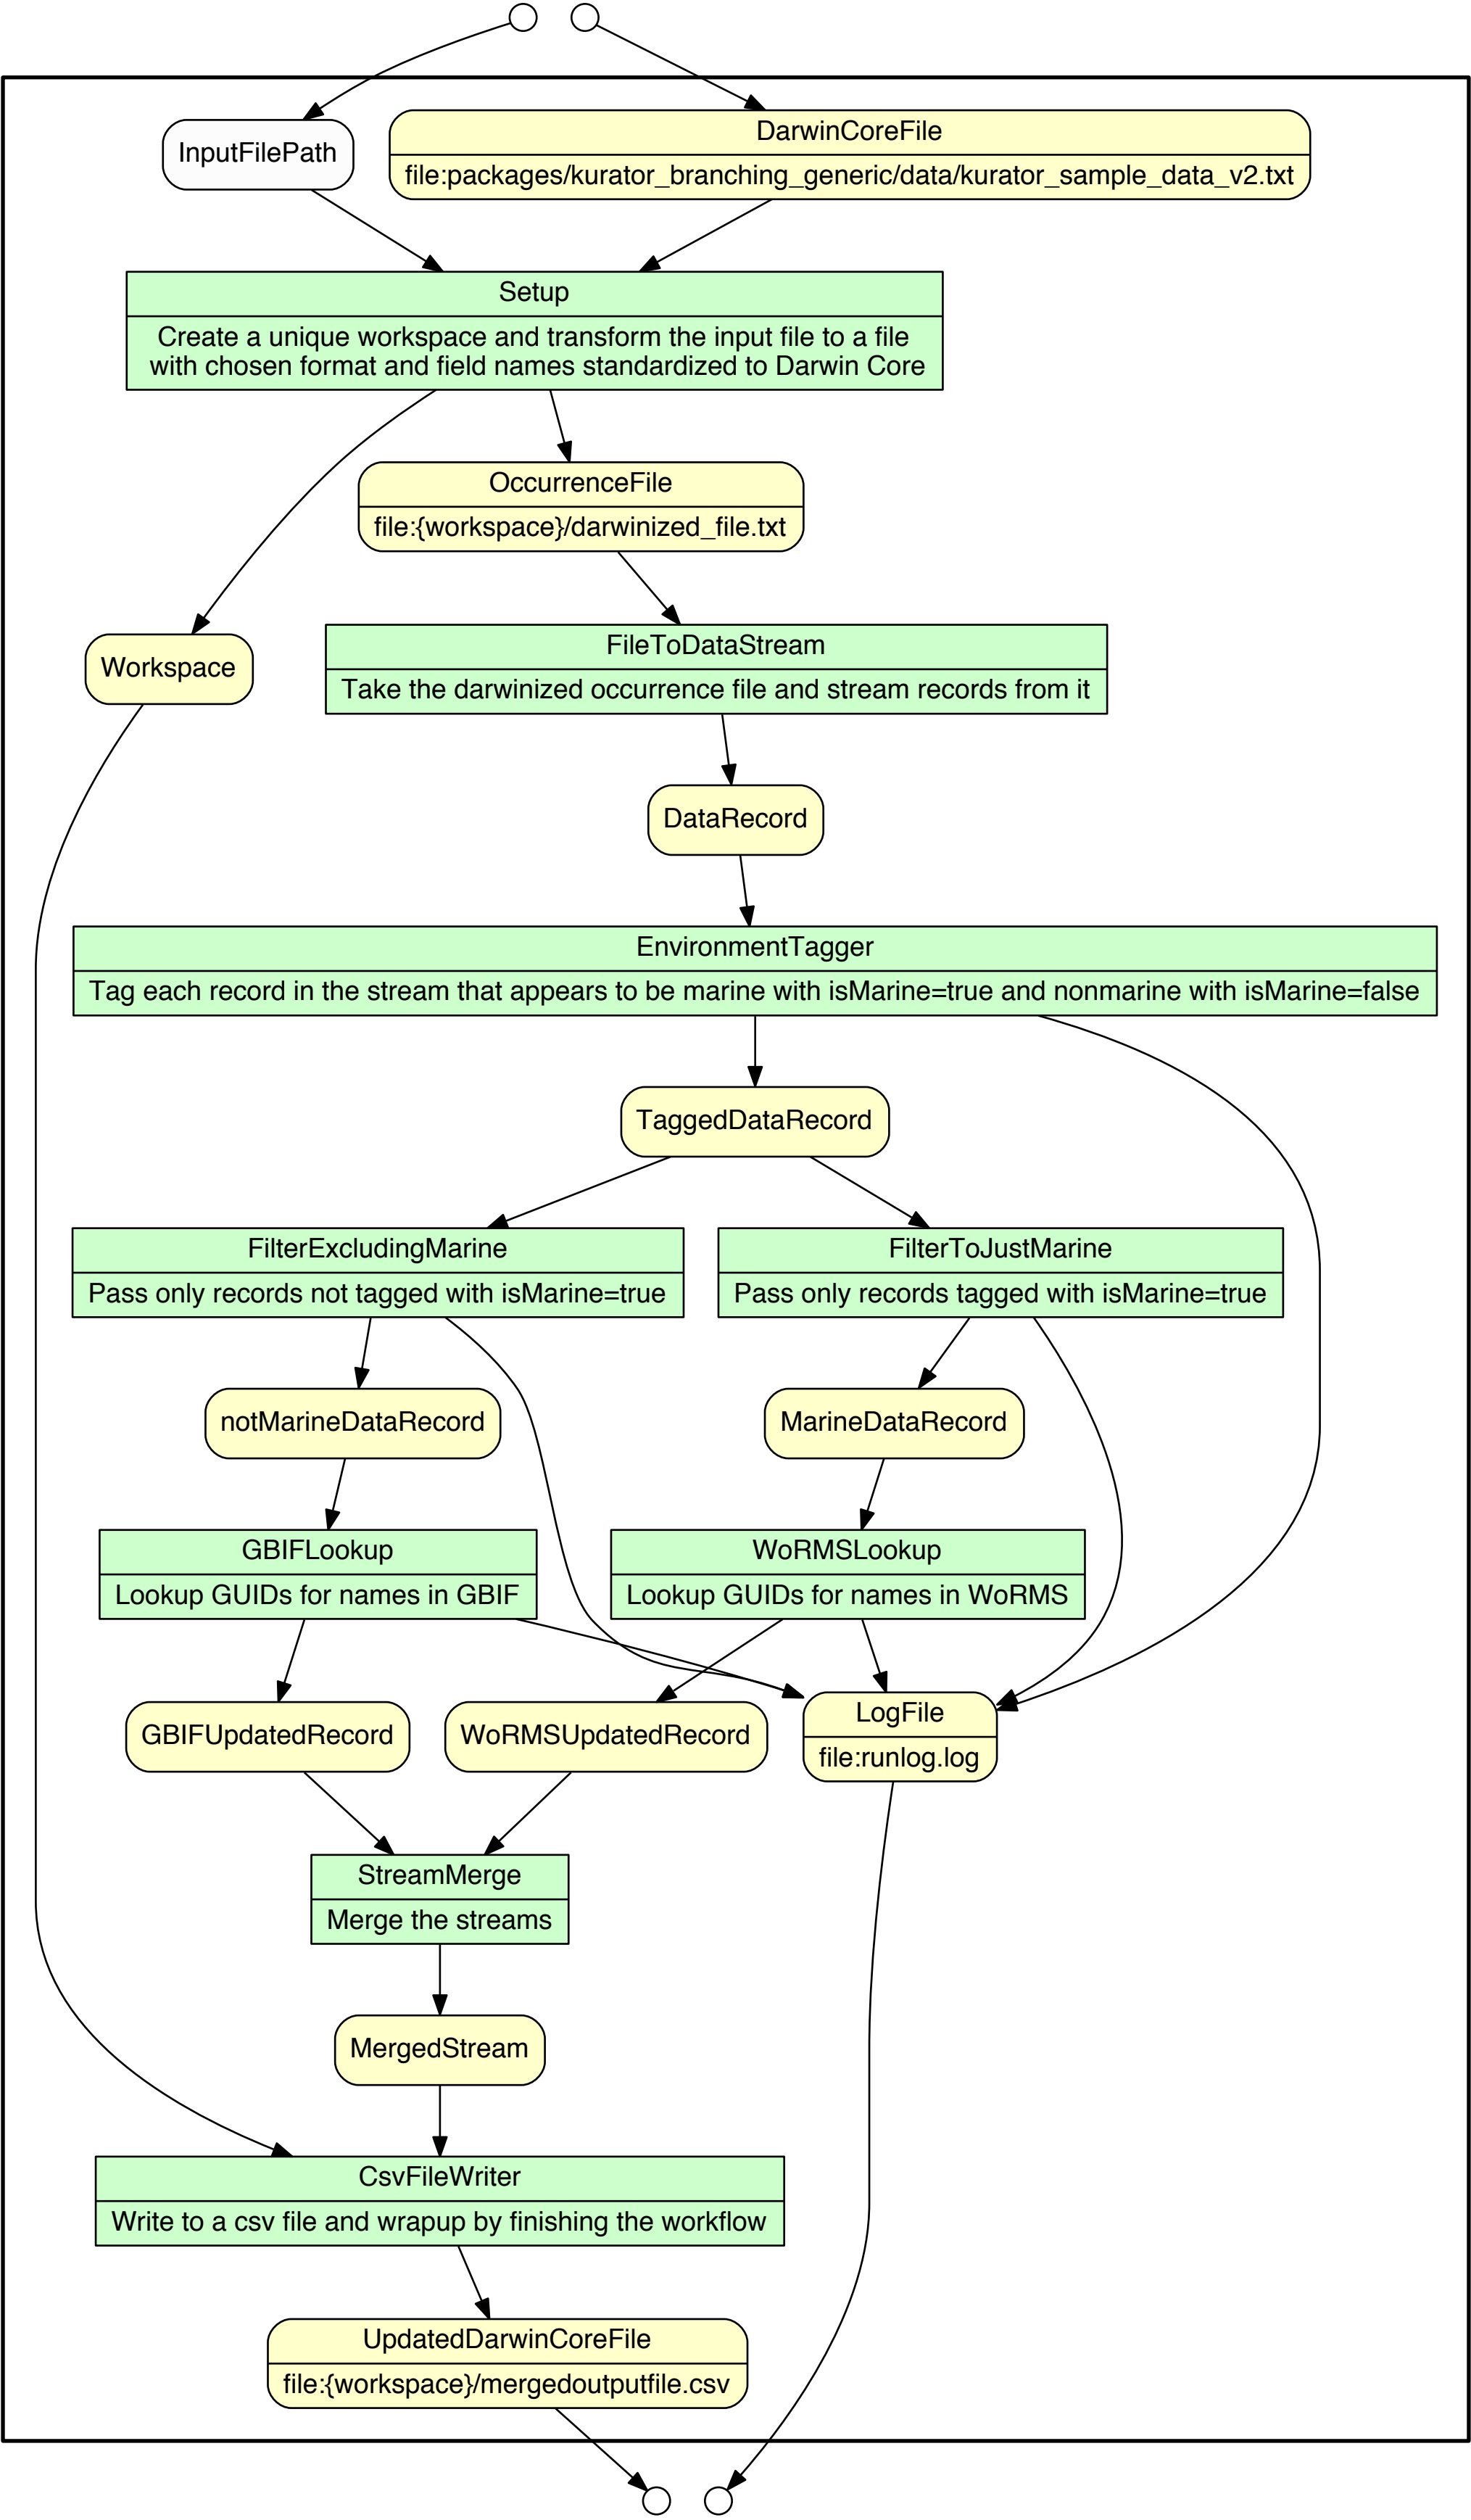 InputFilePath
DarwinCoreFile
file:packages/kurator_branching_generic/data/kurator_sample_data_v2.txt
Setup
Create a unique workspace and transform the input file to a file
with chosen format and field names standardized to Darwin Core
OccurrenceFile
file:{workspace}/darwinized_file.txt
Workspace
FileToDataStream
Take the darwinized occurrence file and stream records from it
DataRecord
EnvironmentTagger
Tag each record in the stream that appears to be marine with isMarine=true and nonmarine with isMarine=false
TaggedDataRecord
FilterExcludingMarine
Pass only records not tagged with isMarine=true
FilterToJustMarine
Pass only records tagged with isMarine=true
notMarineDataRecord
MarineDataRecord
GBIFLookup
Lookup GUIDs for names in GBIF
WoRMSLookup
Lookup GUIDs for names in WoRMS
GBIFUpdatedRecord
WoRMSUpdatedRecord
LogFile
file:runlog.log
StreamMerge
Merge the streams
MergedStream
CsvFileWriter
Write to a csv file and wrapup by finishing the workflow
UpdatedDarwinCoreFile
file:{workspace}/mergedoutputfile.csv